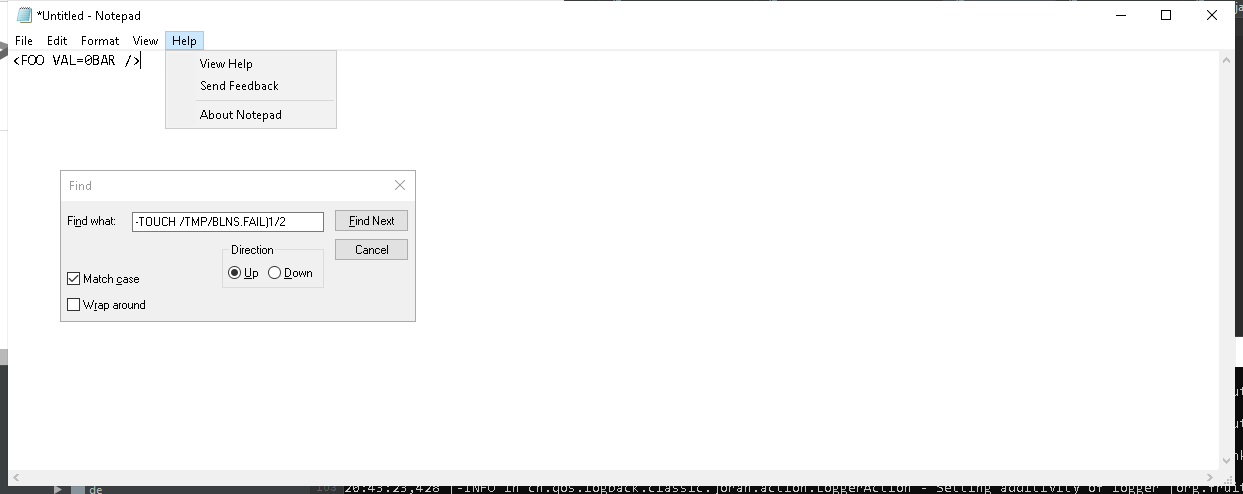 *Untitled - Notepad
File Edit Format View Help
<FOO VAL=0BAR />
View Help
Send Feedback
About Notepad
Find
Find what: -TOUCH /TMP/BLNS.FAIL)1/2 Find Next
Direction Cancel
Up Down
Match case
Wrap around
de
20:43:23,428 |-INFO in ch.qos.logback.classic.joran.action.LoggerAction - Setting additivity of logger